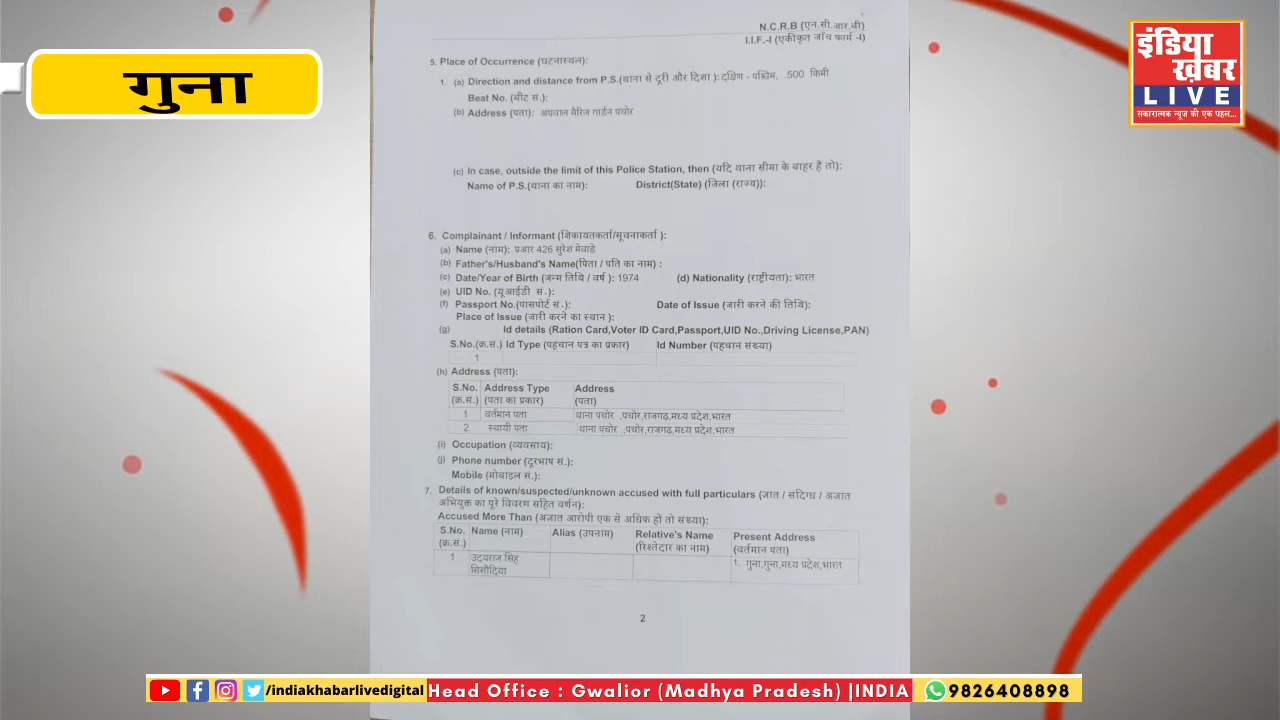 गुना
इंडिया
ख़बर
LIVE
सकारात्मक न्यूज की एक पहल...
N.C.R.B (एन.सी.आर.बी)
I.I.F.-I (एकीकृत जाँच फार्म -I)
5. Place of Occurrence (घटनास्थल):
1. (a) Direction and distance from P.S.(थाना से दूरी और दिशा ): दक्षिण - पश्चिम, .500 किमी
Beat No. (बीट सं.):
(b) Address (पता): अग्रवाल मैरिज गार्डन पचोर
(c) In case, outside the limit of this Police Station, then (यदि थाना सीमा के बाहर है तो):
Name of P.S.(थाना का नाम): District(State) (जिला (राज्य)):
6. Complainant / Informant (शिकायतकर्ता/सूचनाकर्ता ):
(a) Name (नाम): प्रआर 426 सुरेश मेवाडे
(b) Father's/Husband's Name(पिता / पति का नाम) :
(c) Date/Year of Birth (जन्म तिथि / वर्ष ): 1974 (d) Nationality (राष्ट्रीयता): भारत
(e) UID No. (यूआईडी सं .):
(f) Passport No.(पासपोर्ट सं .): Date of Issue (जारी करने की तिथि):
Place of Issue (जारी करने का स्थान ):
(g) Id details (Ration Card,Voter ID Card,Passport,UID No.,Driving License,PAN)
S.No.(क्र.सं.) Id Type (पहचान पत्र का प्रकार) Id Number (पहचान संख्या)
1
(h) Address (पता):
S.No. Address Type Address
(क्र.सं.) (पता का प्रकार) (पता)
1 वर्तमान पता थाना पचोर ,पचोर,राजगढ़,मध्य प्रदेश,भारत
2 स्थायी पता थाना पचोर ,पचोर,राजगढ़,मध्य प्रदेश,भारत
(i) Occupation (व्यवसाय):
(j) Phone number (दूरभाष सं.):
Mobile (मोबाइल सं.):
7. Details of known/suspected/unknown accused with full particulars (ज्ञात / संदिग्ध / अज्ञात
अभियुक्त का पूरे विवरण सहित वर्णन):
Accused More Than (अज्ञात आरोपी एक से अधिक हों तो संख्या):
S.No. Name (नाम) Alias (उपनाम) Relative's Name Present Address
(क्र.सं.) (रिश्तेदार का नाम) (वर्तमान पता)
1 उदयराज सिंह 1. गुना,गुना,मध्य प्रदेश,भारत
सिसौदिया
2
/indiakhabarlivedigital Head Office : Gwalior (Madhya Pradesh) |INDIA 9826408898